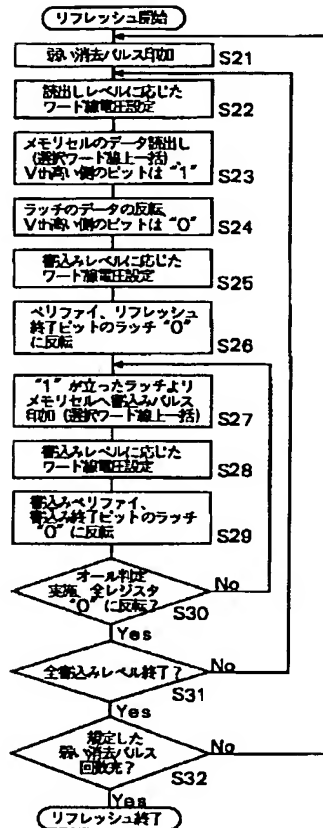 リフレッシュ開始
弱い消去パルス印加
S21
読出しレベルに応じた
ワード線電圧設定
S22
メモリセルのデータ読出し
(選択ワード線上一括)
Vth高い側のビットは "1"
S23
ラッチのデータの反転、
Vth高い側のビットは "0"
S24
書込みレベルに応じた
ワード線電圧設定
S25
ベリファイ、リフレッシュ
終了ビットのラッチ "0"
に反転
S26
"1" が立ったラッチより
メモリセルへ書込みパルス
印加 (選択ワード線上一括)
S27
書込みレベルに応じた
ワード線電圧設定
S28
書込みベリファイ、
書込み終了ビットのラッチ
"0" に反転
S29
オール判定
実施、全レジスタ
"0" に反転?
No
S30
Yes
全書込みレベル終了?
No
S31
Yes
規定した
弱い消去パルス
回数完?
No
S32
Yes
リフレッシュ終了